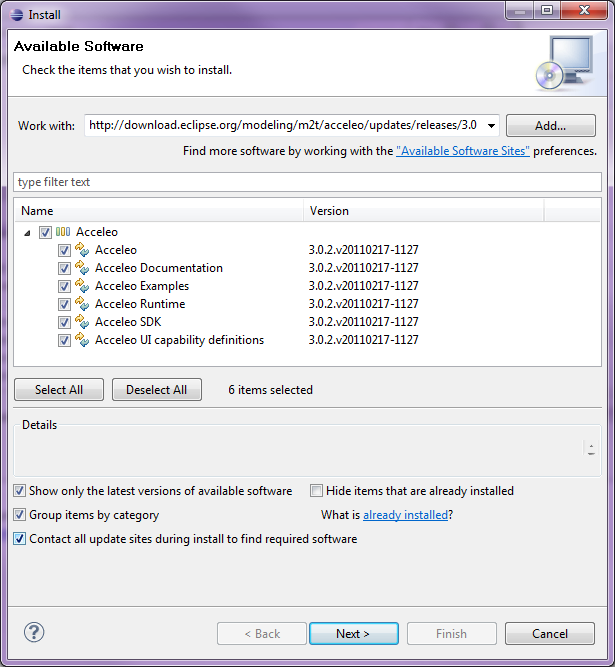 Install
Available Software
Check the items that you wish to install.
Work with: http://download.eclipse.org/modeling/m2t/acceleo/updates/releases/3.0 Add...
Find more software by working with the "Available Software Sites" preferences.
type filter text
Name Version
Acceleo
Acceleo 3.0.2.v20110217-1127
Acceleo Documentation 3.0.2.v20110217-1127
Acceleo Examples 3.0.2.v20110217-1127
Acceleo Runtime 3.0.2.v20110217-1127
Acceleo SDK 3.0.2.v20110217-1127
Acceleo UI capability definitions 3.0.2.v20110217-1127
Select All Deselect All 6 items selected
Details
Show only the latest versions of available software Hide items that are already installed
Group items by category What is already installed?
Contact all update sites during install to find required software
? < Back Next > Finish Cancel